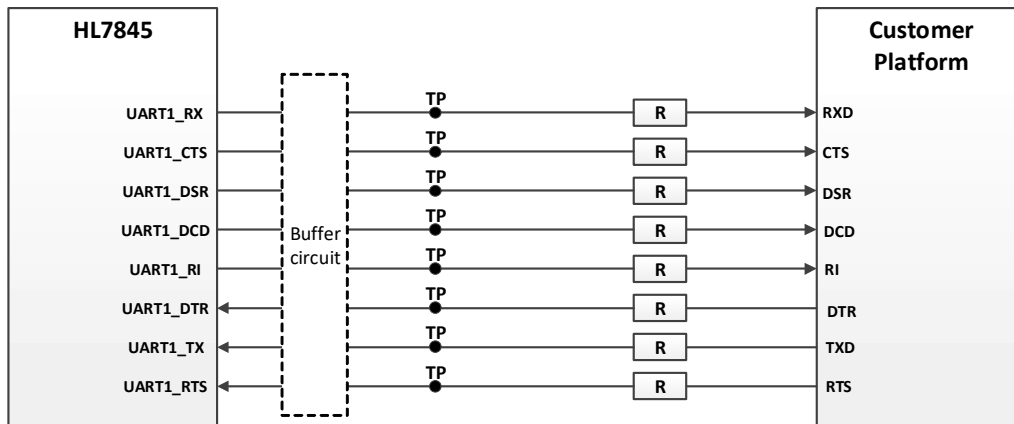 HL7845
Customer
Platform
TP
UART1_RX
R
RXD
TP
UART1_CTS
R
CTS
TP
UART1_DSR
R
DSR
TP
UART1_DCD
R
DCD
Buffer
circuit
TP
UART1_RI
R
RI
TP
UART1_DTR
R
DTR
TP
UART1_TX
R
TXD
TP
UART1_RTS
R
RTS